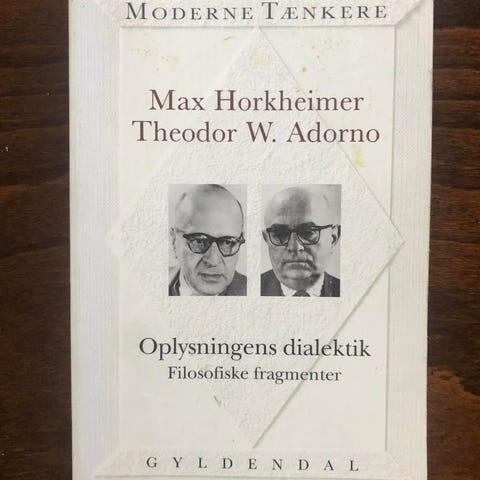 MODERNE TÆNKERE
Max Horkheimer
Theodor W. Adorno
Oplysningens dialektik
Filosofiske fragmenter
GYLDENDAL